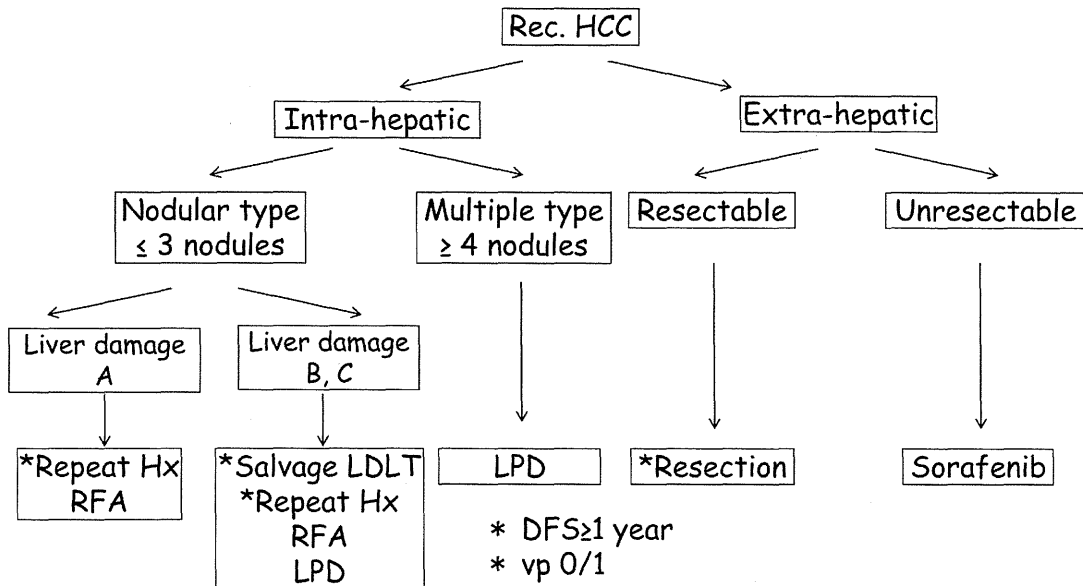 Rec. HCC
Intra-hepatic
Extra-hepatic
Nodular type
≤ 3 nodules
Multiple type
≥ 4 nodules
Resectable
Unresectable
Liver damage
A
Liver damage
B, C
*Repeat Hx
RFA
*Salvage LDLT
*Repeat Hx
RFA
LPD
LPD
*Resection
Sorafenib
* DFS≥1 year
* vp 0/1